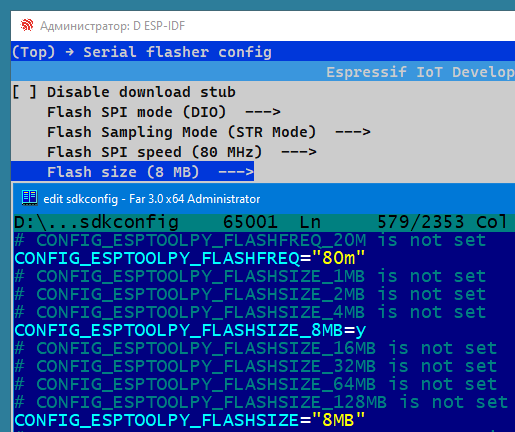 Администратор: D ESP-IDF
(Top) → Serial flasher config
Espressif IoT Develop
[ ] Disable download stub
Flash SPI mode (DIO)  --->
Flash Sampling Mode (STR Mode)  --->
Flash SPI speed (80 MHz)  --->
Flash size (8 MB)  --->
edit sdkconfig - Far 3.0 x64 Administrator
D:\...sdkconfig    65001  Ln     579/2353 Col
# CONFIG_ESPTOOLPY_FLASHFREQ_20M is not set
CONFIG_ESPTOOLPY_FLASHFREQ="80m"
# CONFIG_ESPTOOLPY_FLASHSIZE_1MB is not set
# CONFIG_ESPTOOLPY_FLASHSIZE_2MB is not set
# CONFIG_ESPTOOLPY_FLASHSIZE_4MB is not set
CONFIG_ESPTOOLPY_FLASHSIZE_8MB=y
# CONFIG_ESPTOOLPY_FLASHSIZE_16MB is not set
# CONFIG_ESPTOOLPY_FLASHSIZE_32MB is not set
# CONFIG_ESPTOOLPY_FLASHSIZE_64MB is not set
# CONFIG_ESPTOOLPY_FLASHSIZE_128MB is not set
CONFIG_ESPTOOLPY_FLASHSIZE="8MB"